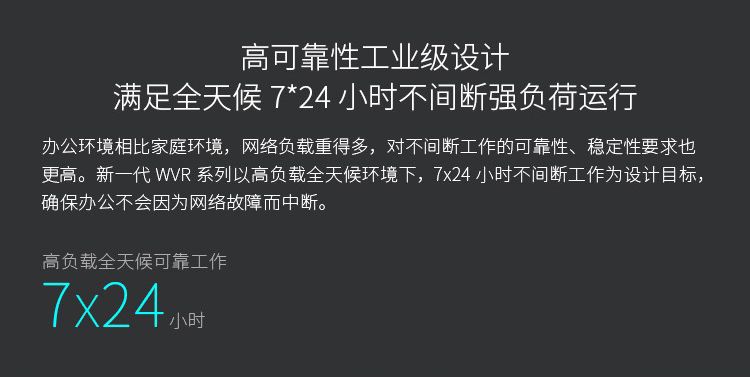 高可靠性工业级设计
满足全天候 7*24 小时不间断强负荷运行
办公环境相比家庭环境，网络负载重得多，对不间断工作的可靠性、稳定性要求也
更高。新一代 WVR 系列以高负载全天候环境下，7x24 小时不间断工作为设计目标，
确保办公不会因为网络故障而中断。
高负载全天候可靠工作
7x24 小时